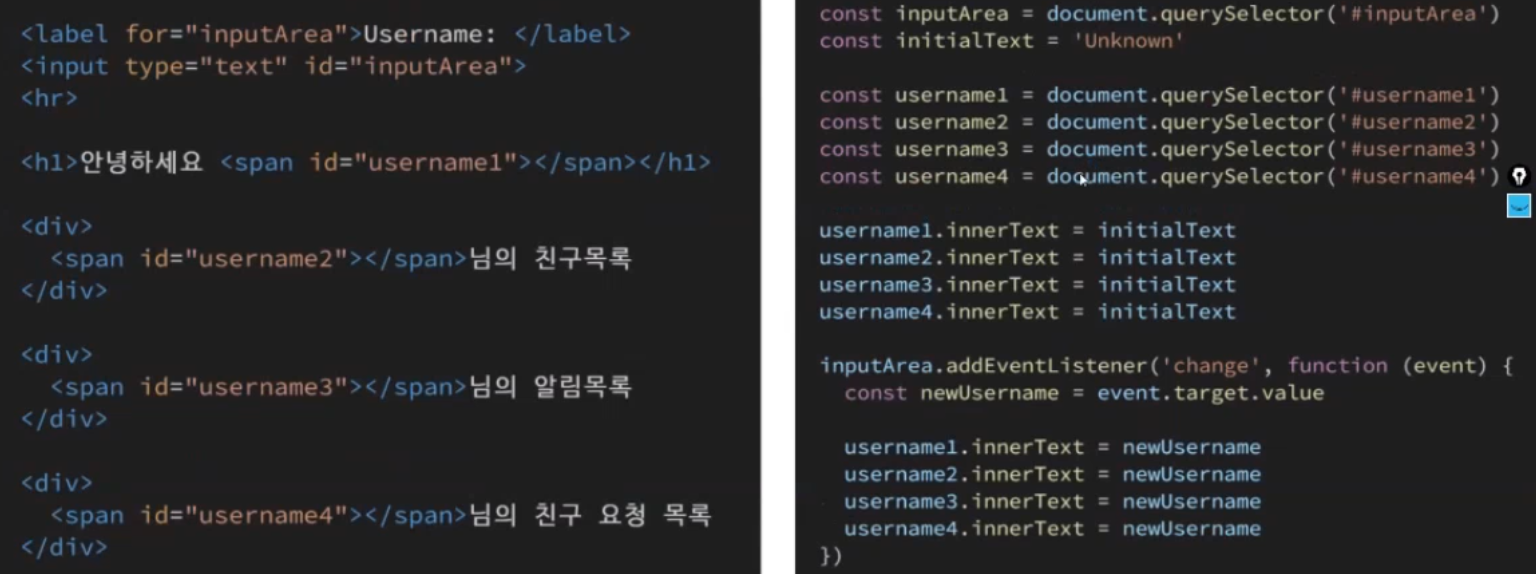 <label for="inputArea">Username: </label>
<input type="text" id="inputArea">
<hr>
<h1>안녕하세요 <span id="username1"></span></h1>
<div>
<span id="username2"></span>님의 친구목록
</div>
<div>
<span id="username3"></span>님의 알림목록
</div>
<div>
<span id="username4"></span>님의 친구 요청 목록
</div>
const inputArea = document.querySelector('#inputArea')
const initialText = 'Unknown'
const username1 = document.querySelector('#username1')
const username2 = document.querySelector('#username2')
const username3 = document.querySelector('#username3')
const username4 = document.querySelector('#username4')
username1.innerText = initialText
username2.innerText = initialText
username3.innerText = initialText
username4.innerText = initialText
inputArea.addEventListener('change', function (event) {
const newUsername = event.target.value
username1.innerText = newUsername
username2.innerText = newUsername
username3.innerText = newUsername
username4.innerText = newUsername
})